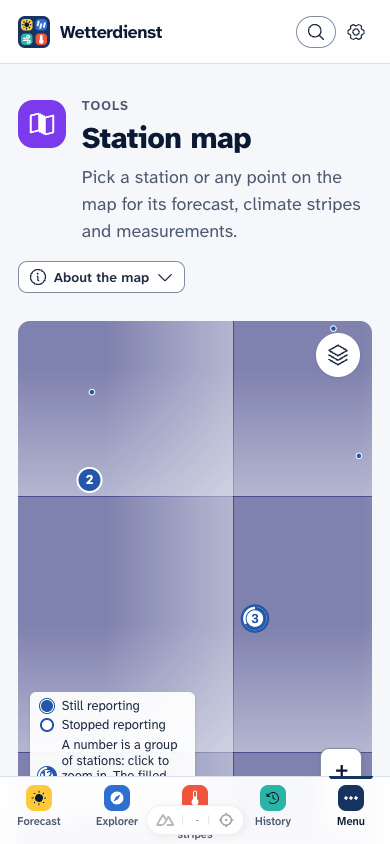 Wetterdienst
TOOLS
Station map
Pick a station or any point on the
map for its forecast, climate stripes
and measurements.
About the map
2
3
Still reporting
Stopped reporting
A number is a group
of stations: click to
zoom in. The filled
+
Forecast
Explorer
-
stripes
History
Menu